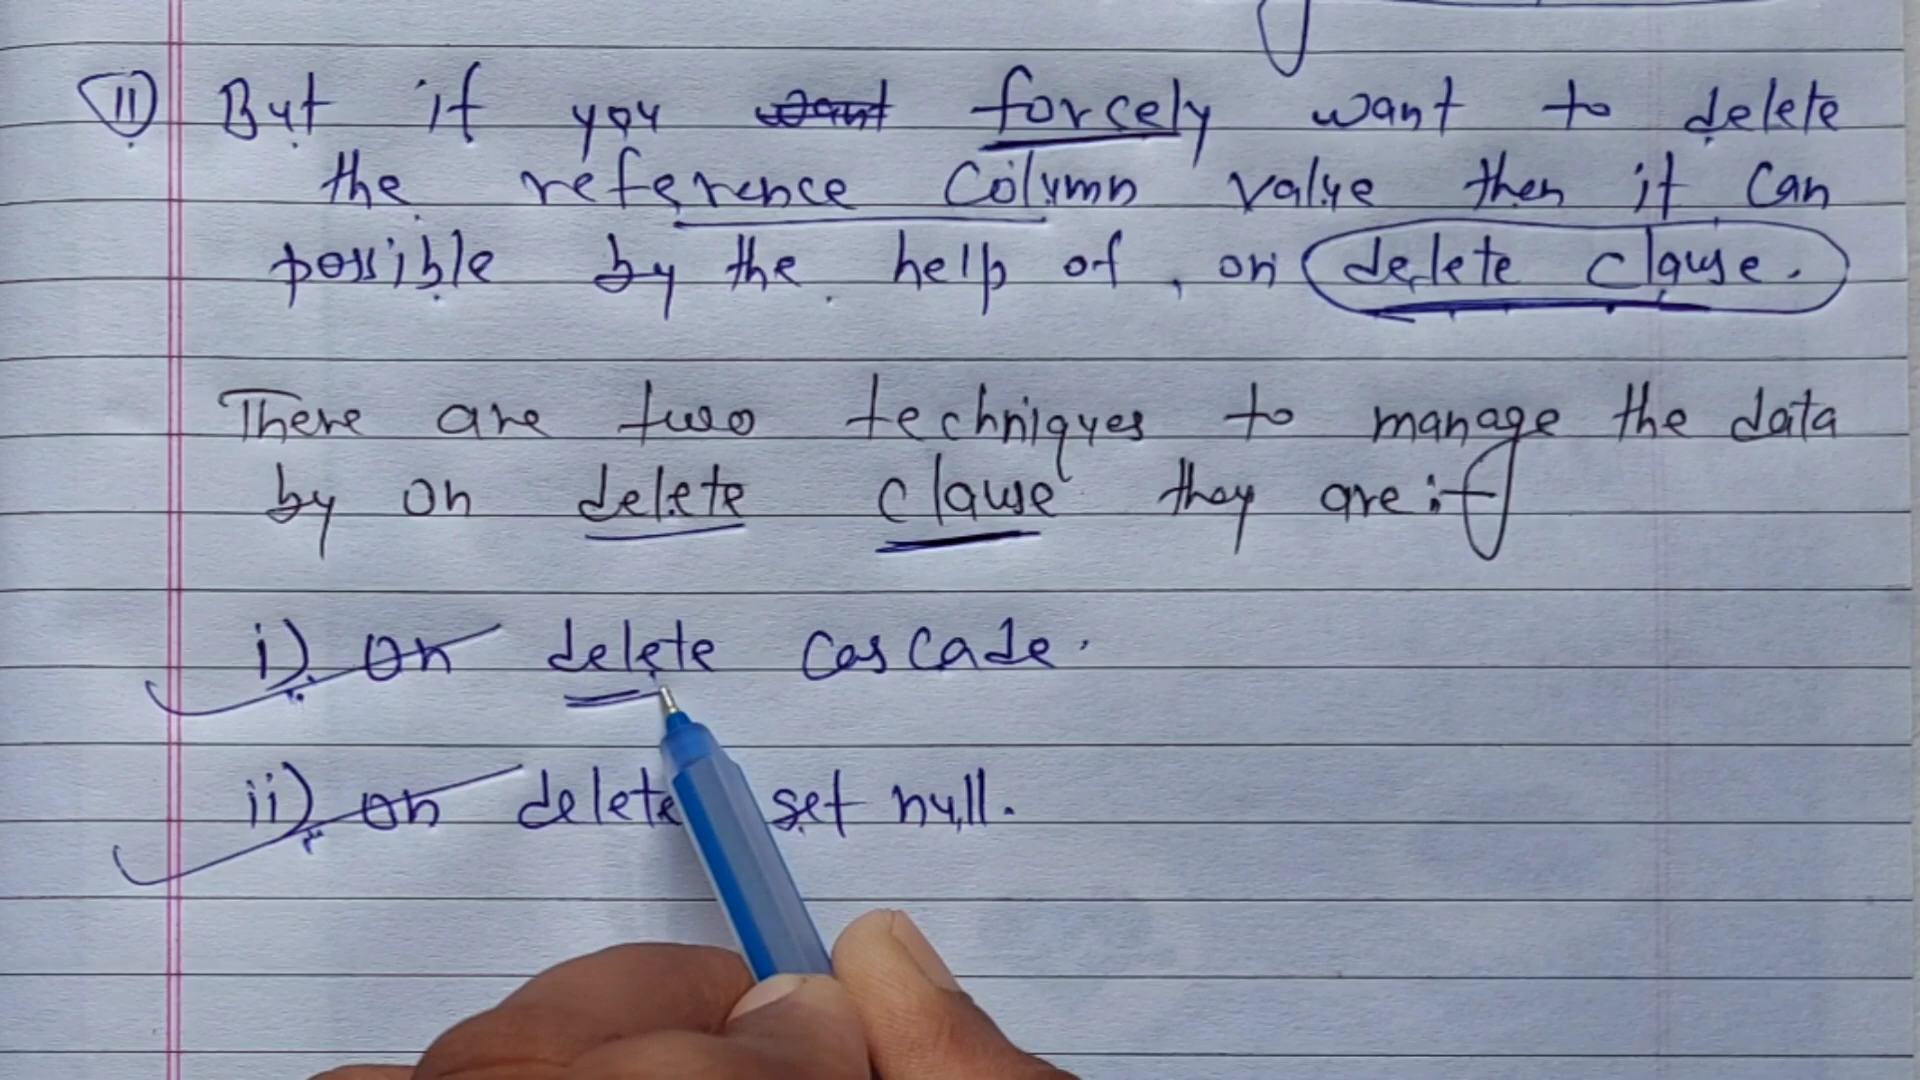 (11) But if you want forcely want to delete
the reference column value then it can
possible by the help of, on delete clause.
There are two techniques to manage the data
by on delete clause they are :-
i). on delete cascade.
ii). on delete set null.